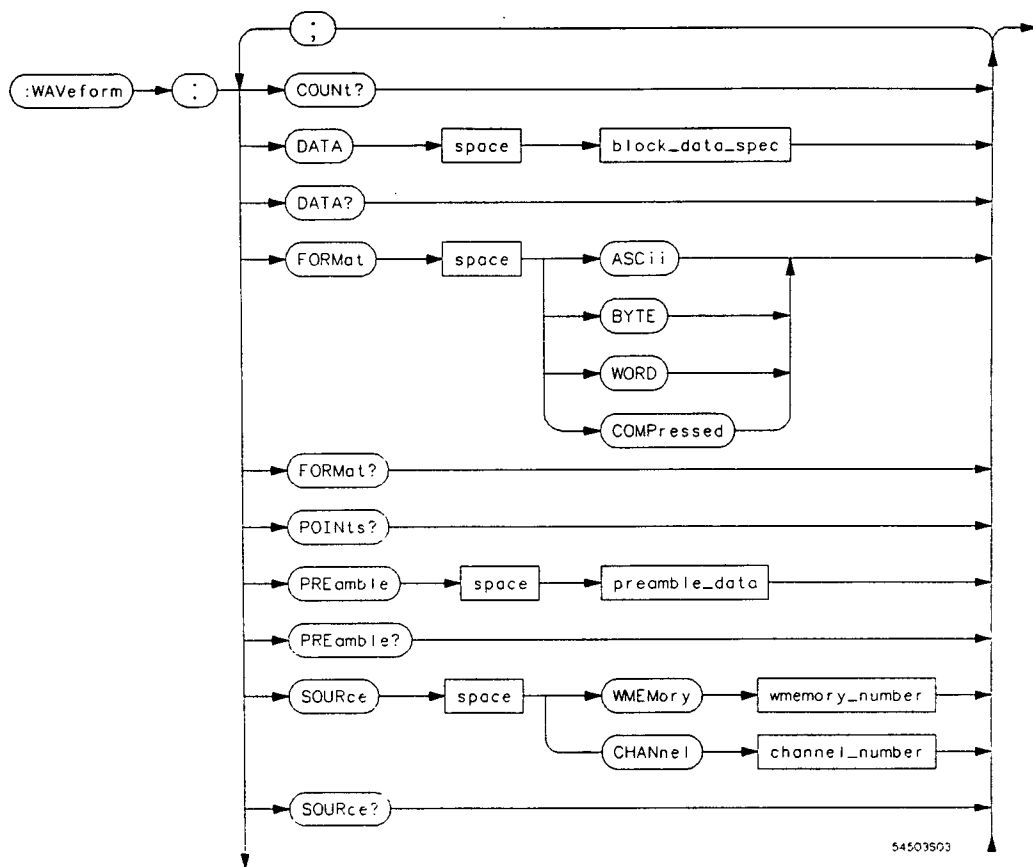 ;
:WAVeform : COUNt?
DATA space block_data_spec
DATA?
FORMat space ASCii
BYTE
WORD
COMPressed
FORMat?
POINts?
PREamble space preamble_data
PREamble?
SOURce space WMEMory wmemory_number
CHANnel channel_number
SOURce?
54503S03